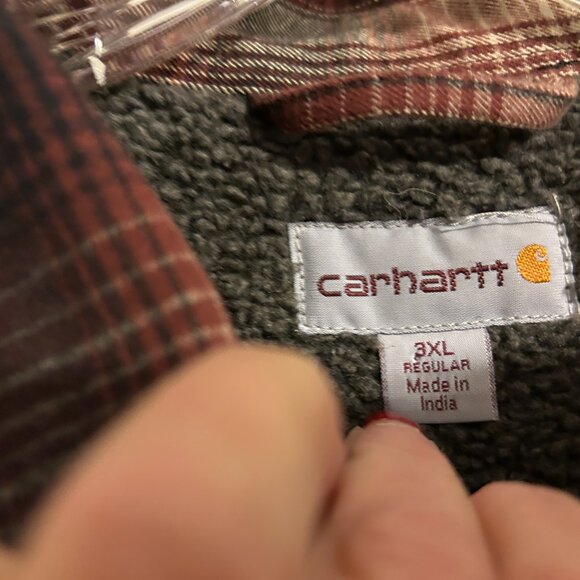 carhartt
3XL
REGULAR
Made in
India